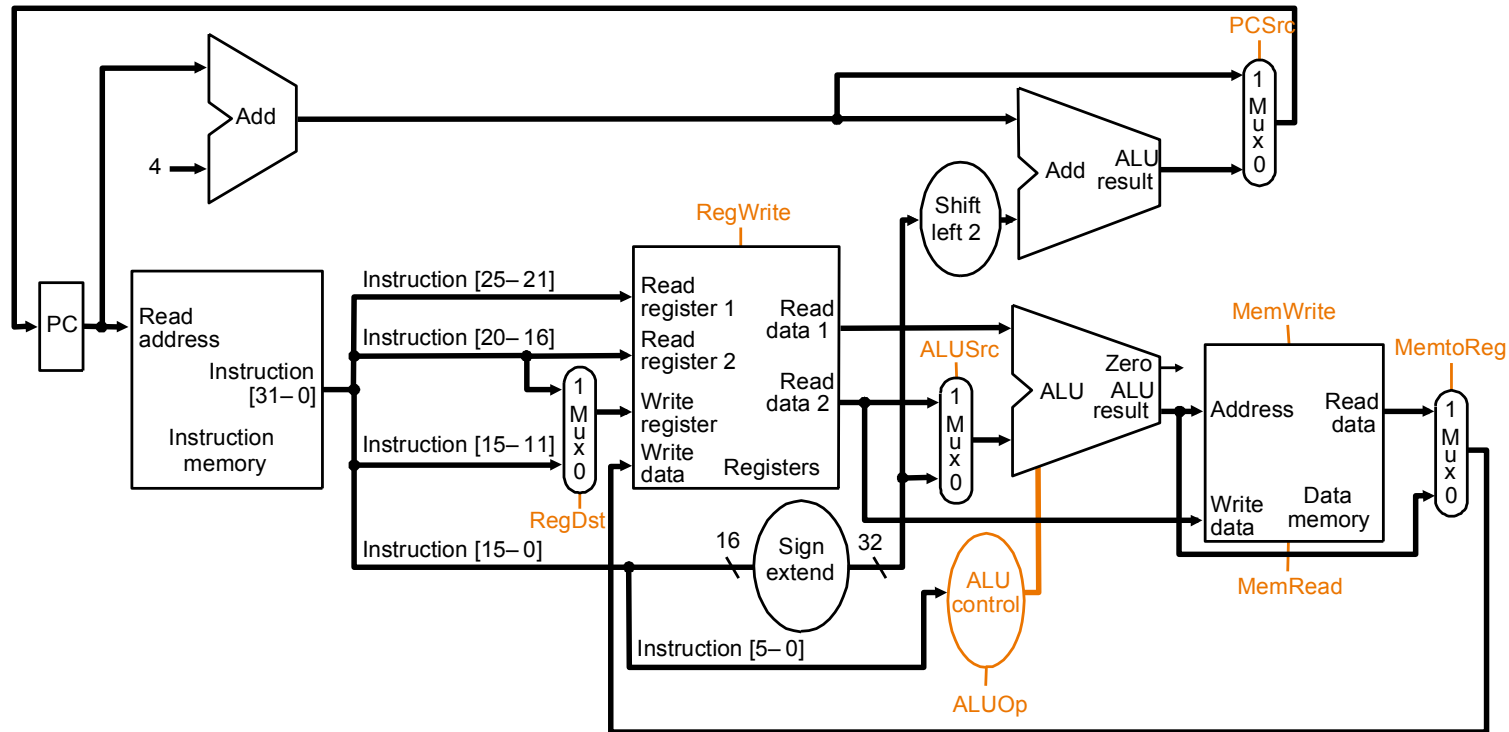 PCSrc
1
M
u
x
0
Add
4
Add
ALU
result
Shift
left 2
RegWrite
PC
Read
address
Instruction
[31– 0]
Instruction
memory
Instruction [25– 21]
Instruction [20– 16]
Instruction [15– 11]
Instruction [15– 0]
1
M
u
x
0
RegDst
Read
register 1
Read
register 2
Write
register
Write
data
Read
data 1
Read
data 2
Registers
16
Sign
extend
32
Instruction [5– 0]
ALUSrc
1
M
u
x
0
ALU
Zero
ALU
result
ALU
control
ALUOp
MemWrite
Address
Read
data
Write
data
Data
memory
MemRead
MemtoReg
1
M
u
x
0